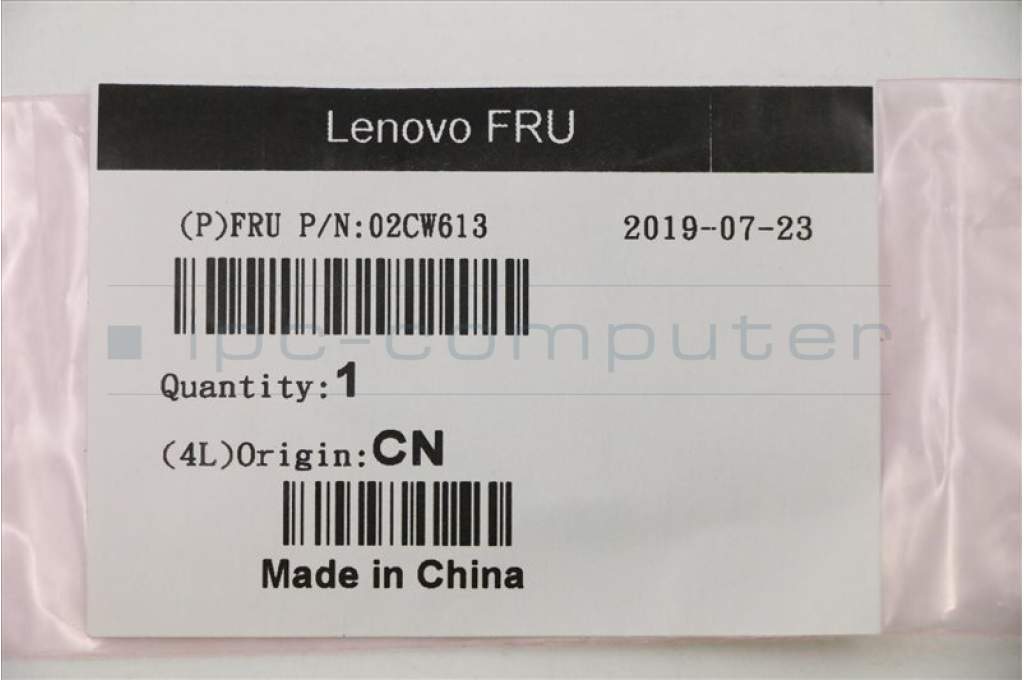 Lenovo FRU
(P)FRU P/N:02CW613 2019-07-23
ipc-computer
Quantity:1
(4L)Origin:CN
Made in China